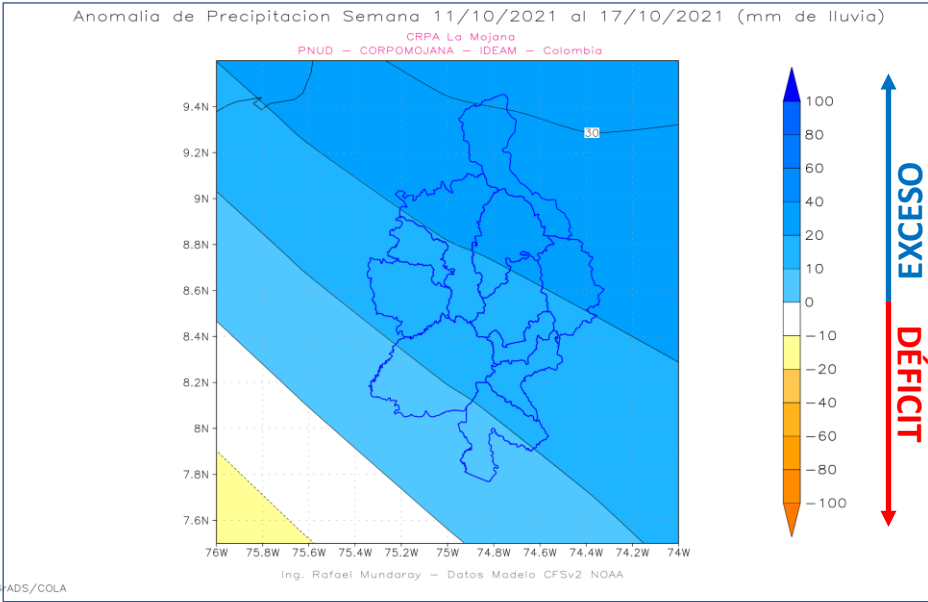 Anomalia de Precipitacion Semana 11/10/2021 al 17/10/2021 (mm de lluvia)
CRPA La Mojana
PNUD – CORPOMOJANA – IDEAM – Colombia
9.4N
9.2N
9N
8.8N
8.6N
8.4N
8.2N
8N
7.8N
7.6N
30
76W
75.8W
75.6W
75.4W
75.2W
75W
74.8W
74.6W
74.4W
74.2W
74W
100
80
60
40
20
10
0
−10
−20
−40
−60
−80
−100
EXCESO
DÉFICIT
Ing. Rafael Mundaray – Datos Modelo CFSv2 NOAA
rADS/COLA